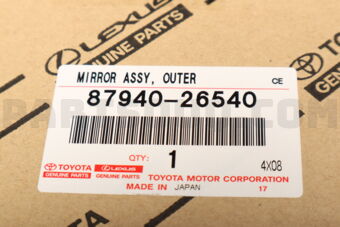 LEXUS
GENUINE PARTS
TOYOTA
MIRROR ASSY, OUTER
CE
87940-26540
QTY: 1
4X08
TOYOTA LEXUS
GENUINE PARTS GENUINE PARTS
TOYOTA MOTOR CORPORATION
MADE IN JAPAN
17